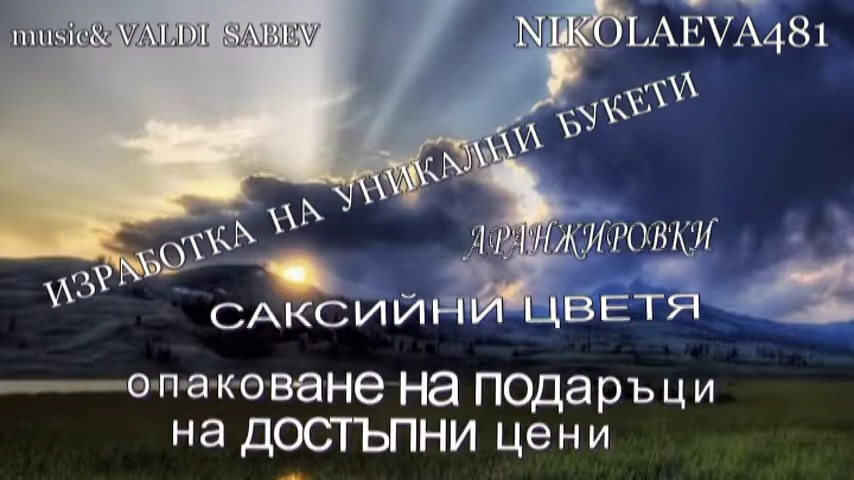 music& VALDI SABEV
NIKOLAEVA481
ИЗРАБОТКА НА УНИКАЛНИ БУКЕТИ
АРАНЖИРОВКИ
САКСИЙНИ ЦВЕТЯ
опаковане на подаръци
на достъпни цени